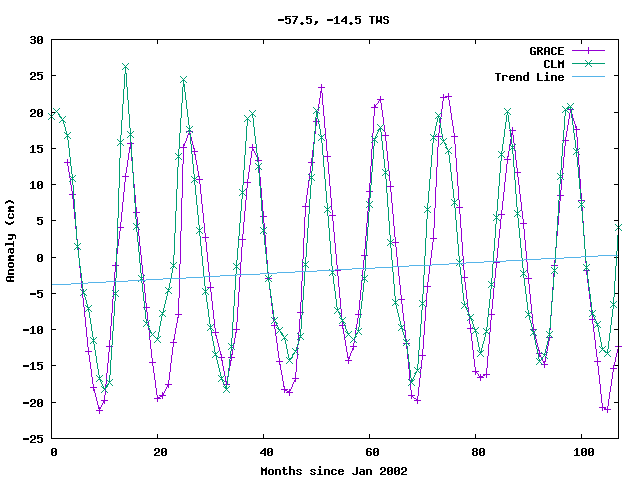 -57.5, -14.5 TWS
GRACE
CLM
Trend Line
30
25
20
15
10
5
0
-5
-10
-15
-20
-25
Anomaly (cm)
0 20 40 60 80 100
Months since Jan 2002